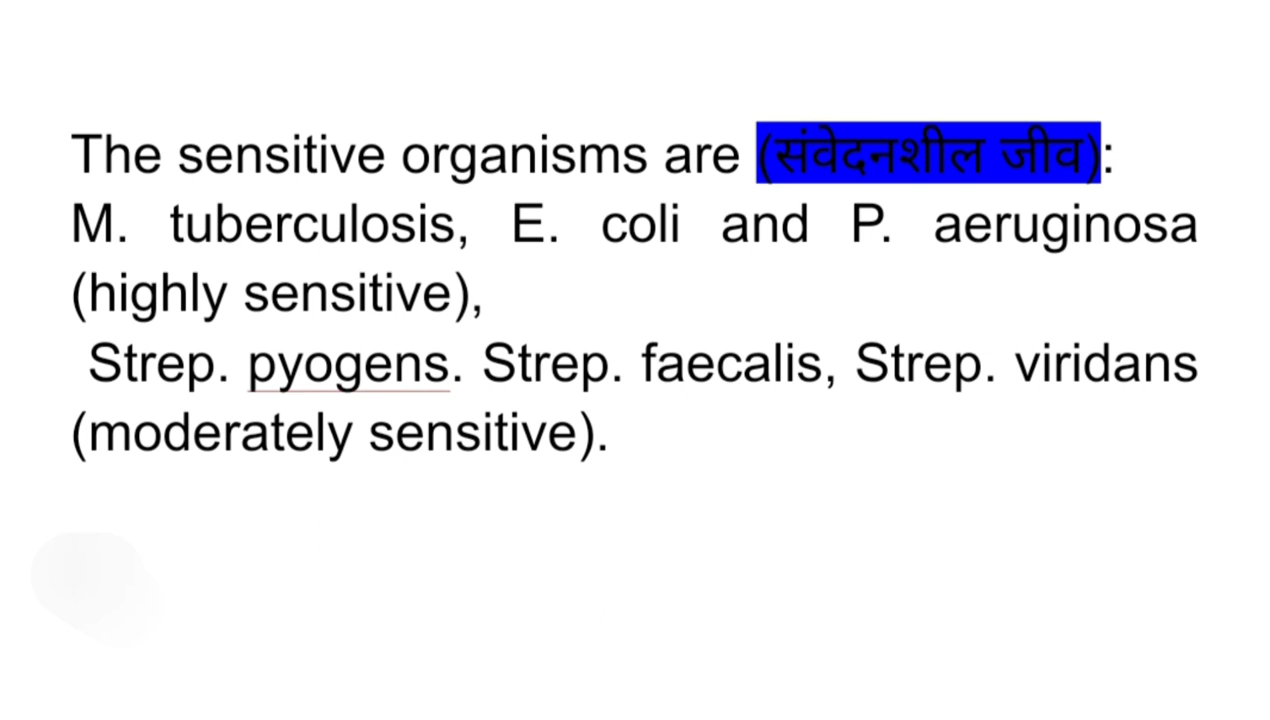 The sensitive organisms are (संवेदनशील जीव):
M. tuberculosis, E. coli and P. aeruginosa
(highly sensitive),
Strep. pyogens. Strep. faecalis, Strep. viridans
(moderately sensitive).